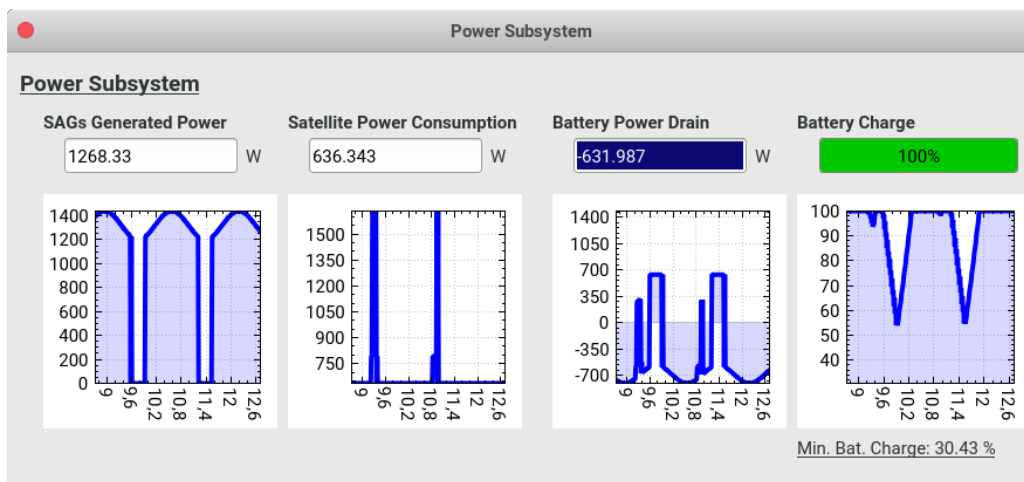 Power Subsystem
Power Subsystem
SAGs Generated Power
Satellite Power Consumption
Battery Power Drain
Battery Charge
1268.33 W
636.343 W
-631.987 W
100%
1400
1200
1000
800
600
400
200
0
9 9,6 10,2 10,8 11,4 12 12,6
1500
1350
1200
1050
900
750
9 9,6 10,2 10,8 11,4 12 12,6
1400
1050
700
350
0
-350
-700
9 9,6 10,2 10,8 11,4 12 12,6
100
90
80
70
60
50
40
9 9,6 10,2 10,8 11,4 12 12,6
Min. Bat. Charge: 30.43 %